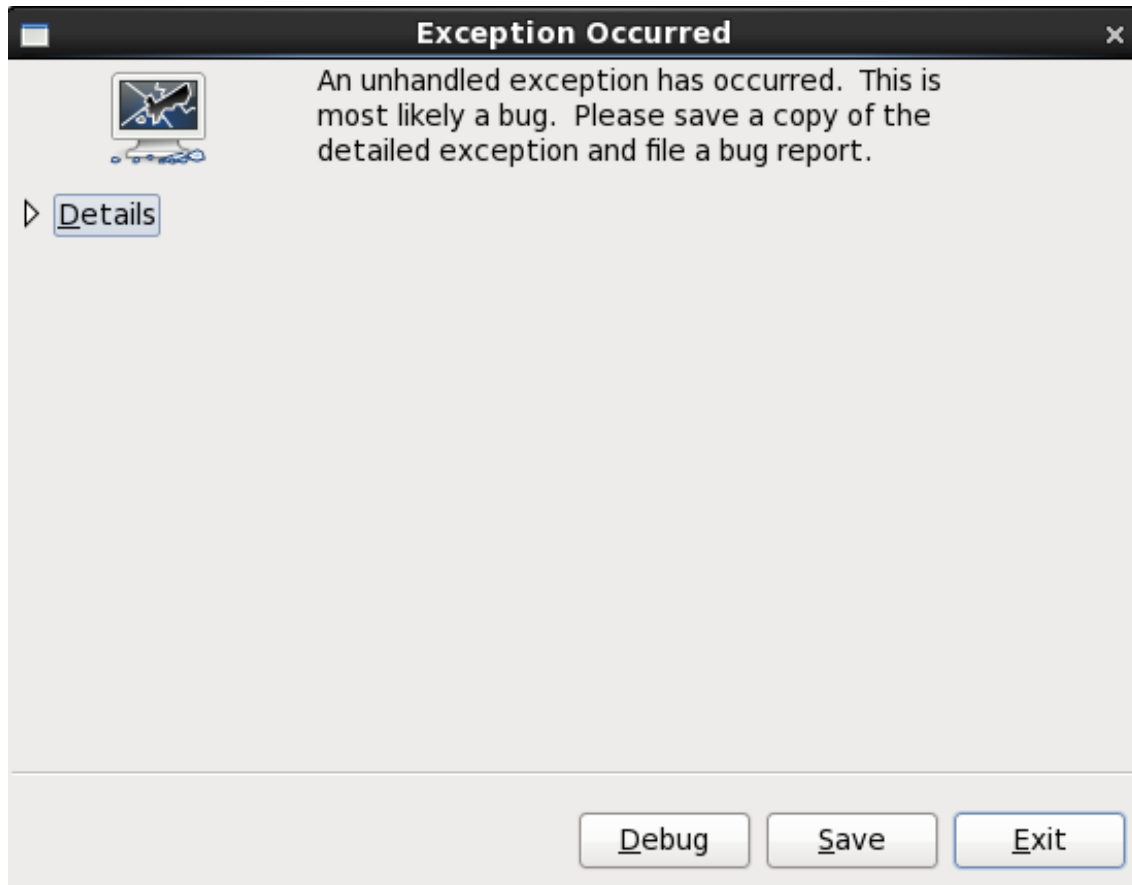 Exception Occurred
An unhandled exception has occurred.  This is
most likely a bug.  Please save a copy of the
detailed exception and file a bug report.
Details
Debug Save Exit